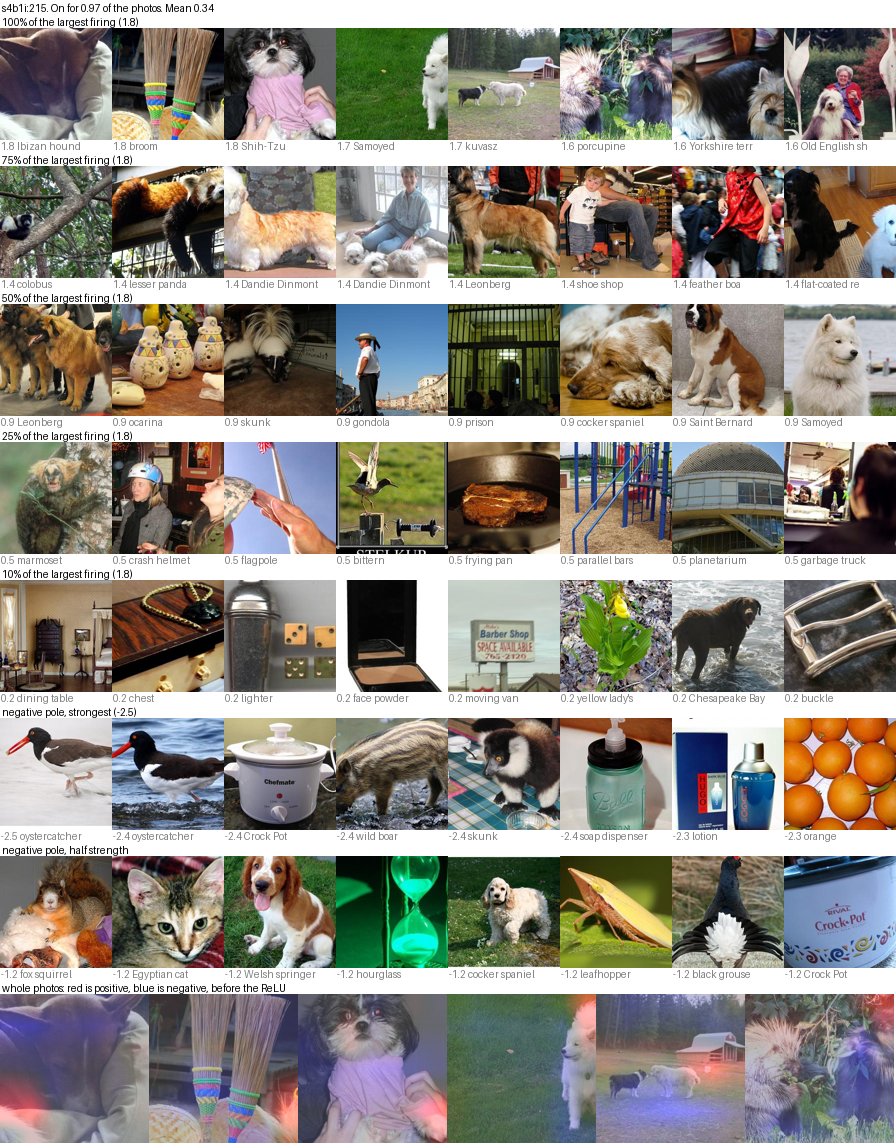 s4b1i:215. On for 0.97 of the photos. Mean 0.34
100% of the largest firing (1.8)
1.8 Ibizan hound
1.8 broom
1.8 Shih-Tzu
1.7 Samoyed
1.7 kuvasz
1.6 porcupine
1.6 Yorkshire terr
1.6 Old English sh
75% of the largest firing (1.8)
1.4 colobus
1.4 lesser panda
1.4 Dandie Dinmont
1.4 Dandie Dinmont
1.4 Leonberg
1.4 shoe shop
1.4 feather boa
1.4 flat-coated re
50% of the largest firing (1.8)
0.9 Leonberg
0.9 ocarina
0.9 skunk
0.9 gondola
0.9 prison
0.9 cocker spaniel
0.9 Saint Bernard
0.9 Samoyed
25% of the largest firing (1.8)
0.5 marmoset
0.5 crash helmet
0.5 flagpole
0.5 bittern
0.5 frying pan
0.5 parallel bars
0.5 planetarium
0.5 garbage truck
10% of the largest firing (1.8)
Barber Shop
SPACE AVAILABLE
765-2120
0.2 dining table
0.2 chest
0.2 lighter
0.2 face powder
0.2 moving van
0.2 yellow lady's
0.2 Chesapeake Bay
0.2 buckle
negative pole, strongest (-2.5)
Chefmate
Ball
HUGO
-2.5 oystercatcher
-2.4 oystercatcher
-2.4 Crock Pot
-2.4 wild boar
-2.4 skunk
-2.4 soap dispenser
-2.3 lotion
-2.3 orange
negative pole, half strength
RIVAL
Crock-Pot
-1.2 fox squirrel
-1.2 Egyptian cat
-1.2 Welsh springer
-1.2 hourglass
-1.2 cocker spaniel
-1.2 leafhopper
-1.2 black grouse
-1.2 Crock Pot
whole photos: red is positive, blue is negative, before the ReLU